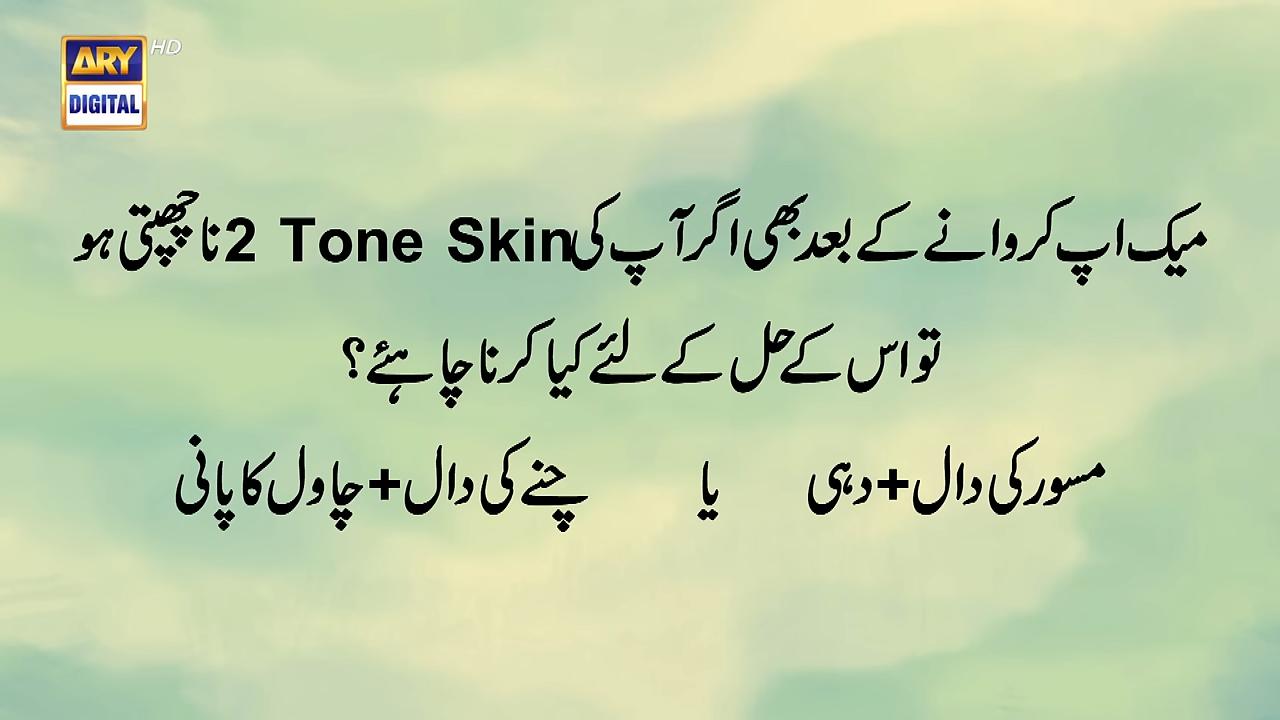 ARY HD
DIGITAL
میک اپ کروانے کے بعد بھی اگر آپ کی 2 Tone Skin نا چھپتی ہو
تو اس کے حل کے لئے کیا کرنا چاہئے؟
مسور کی دال+دہی یا چنے کی دال+چاول کا پانی